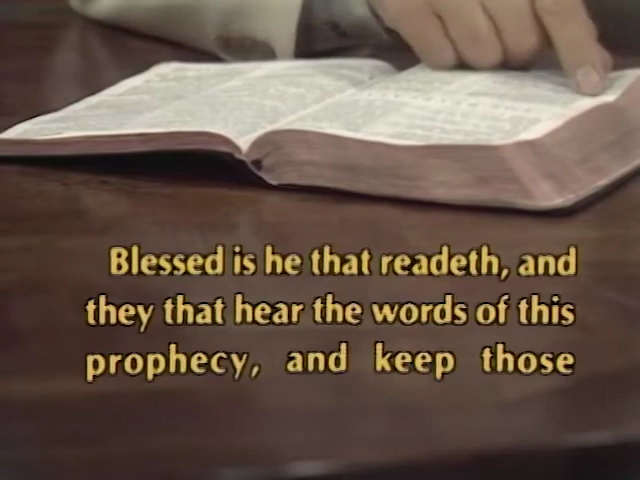 Blessed is he that readeth, and
they that hear the words of this
prophecy, and keep those